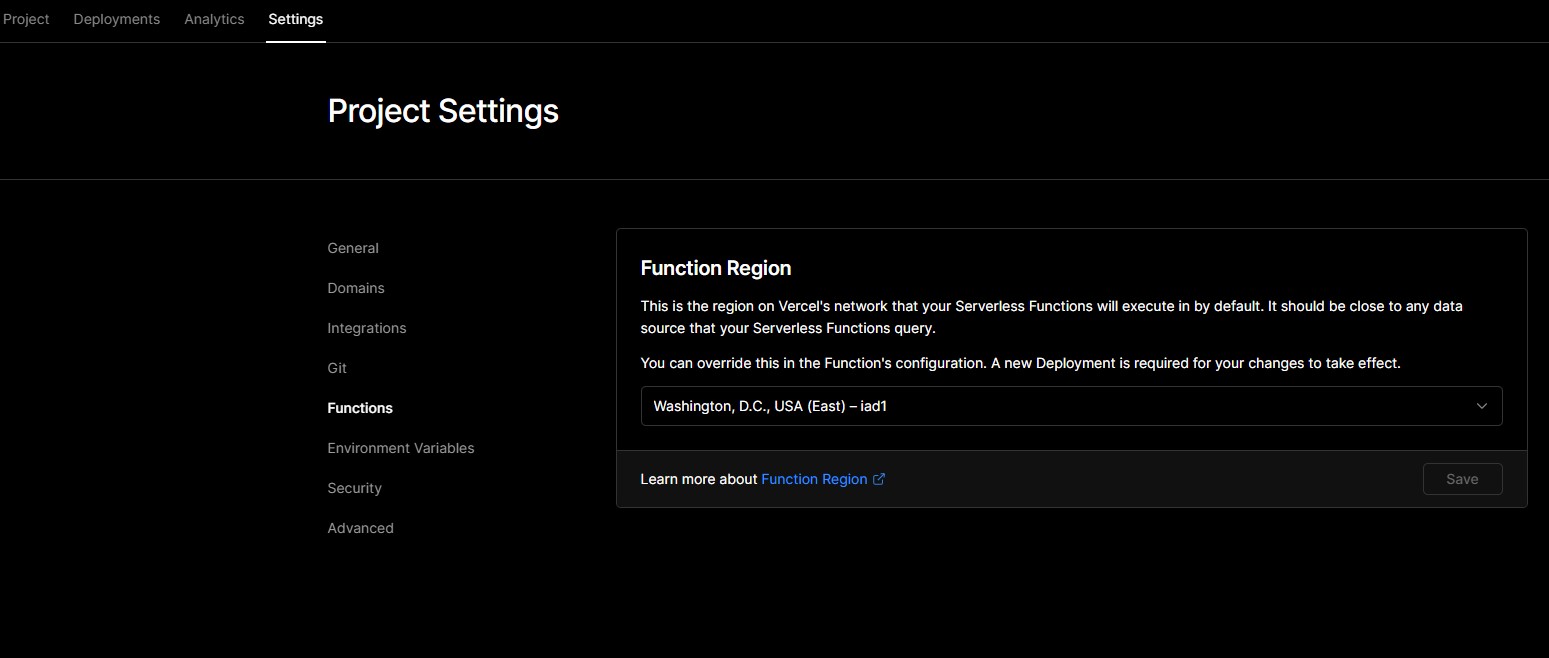 Project Deployments Analytics Settings
Project Settings
General
Domains
Integrations
Git
Functions
Environment Variables
Security
Advanced
Function Region
This is the region on Vercel's network that your Serverless Functions will execute in by default. It should be close to any data
source that your Serverless Functions query.
You can override this in the Function's configuration. A new Deployment is required for your changes to take effect.
Washington, D.C., USA (East) – iad1
Learn more about Function Region
Save